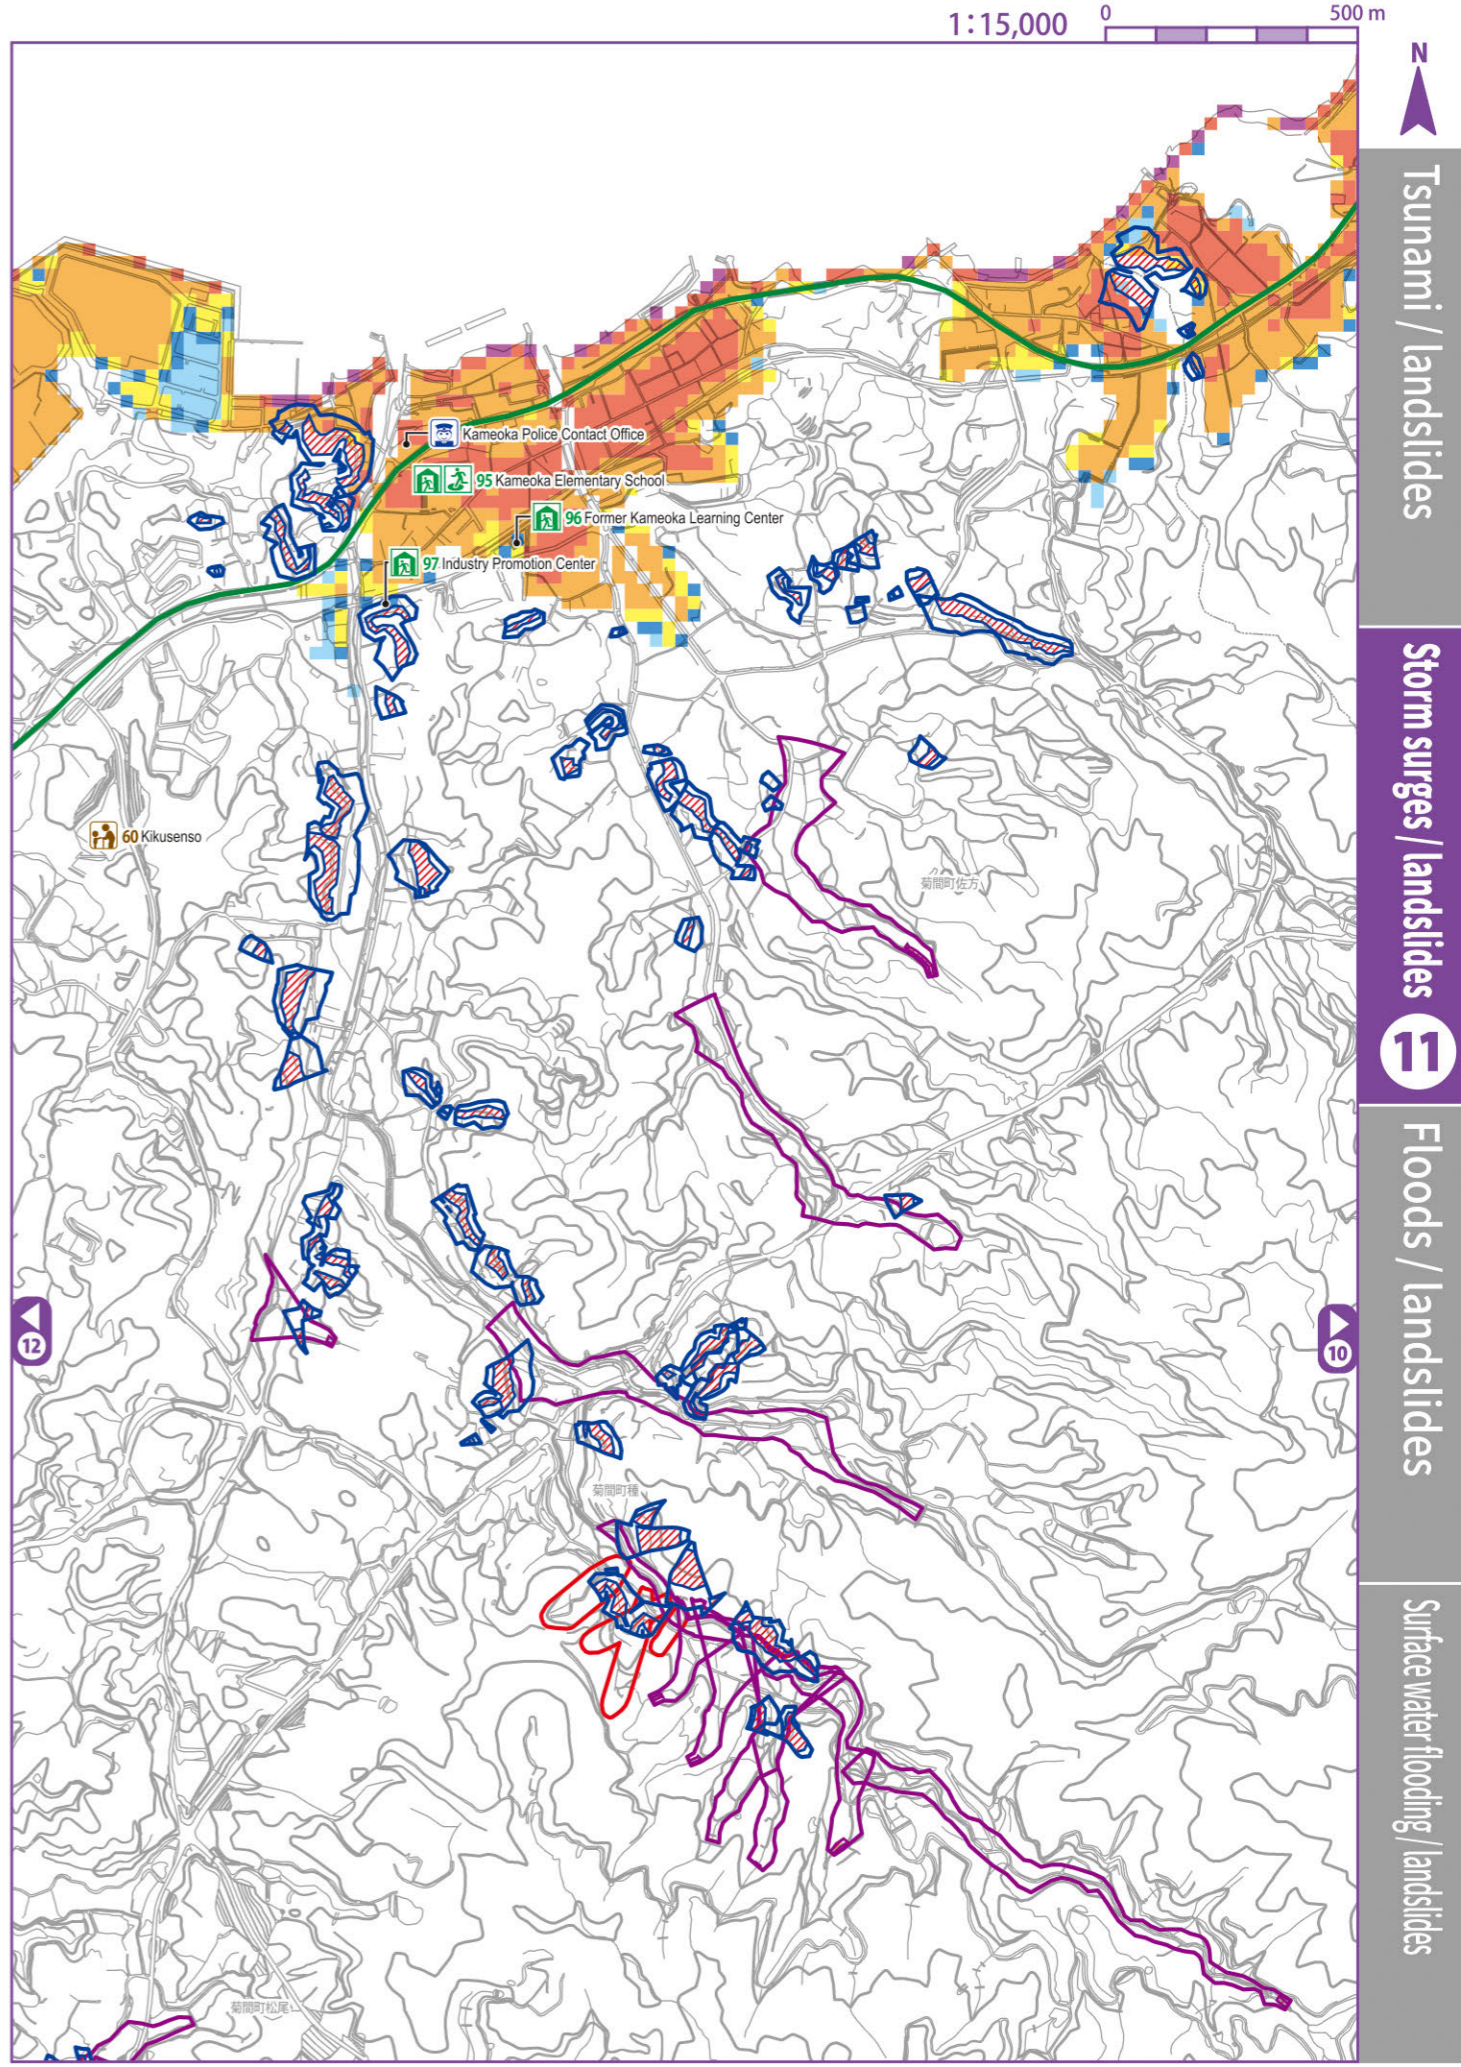 1:15,000
0
500 m
N
Tsunami / landslides
Storm surges / landslides
11
Floods / landslides
Surface water flooding / landslides
Kameoka Police Contact Office
95 Kameoka Elementary School
96 Former Kameoka Learning Center
97 Industry Promotion Center
60 Kikusenso
菊間町佐方
12
10
菊間町種
菊間町松尾